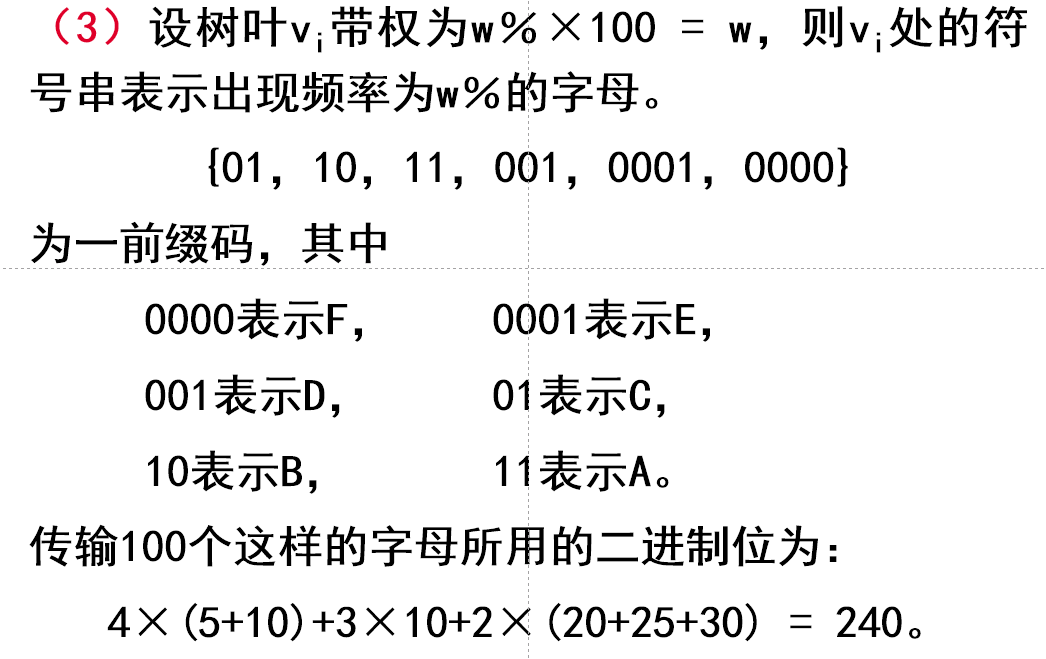 （3）设树叶vi带权为w％×100 = w，则vi处的符
号串表示出现频率为w％的字母。
{01，10，11，001，0001，0000}
为一前缀码，其中
0000表示F， 0001表示E，
001表示D， 01表示C，
10表示B， 11表示A。
传输100个这样的字母所用的二进制位为：
4×(5+10)+3×10+2×(20+25+30) = 240。